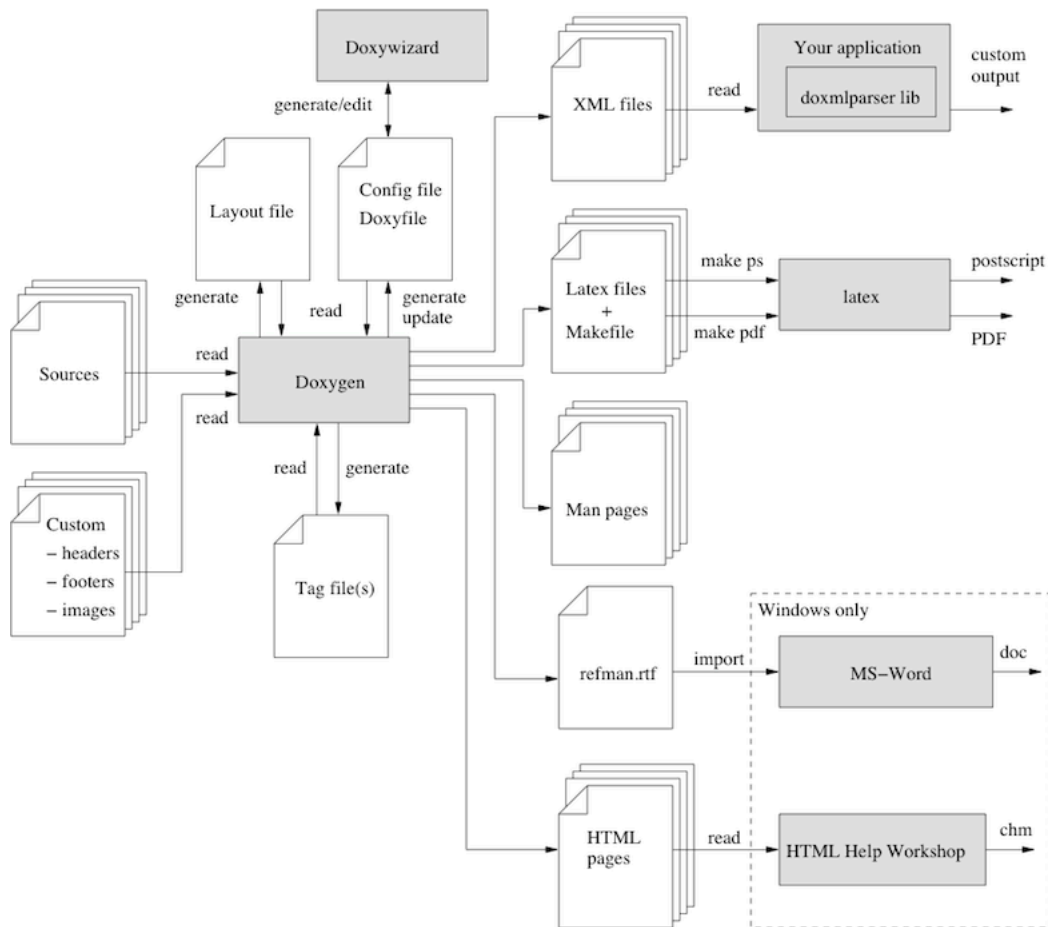 Doxywizard
Your application
doxmlparser lib
custom
output
XML files
read
generate/edit
Layout file
Config file
Doxyfile
generate
read
generate
update
Latex files
+
Makefile
make ps
make pdf
latex
postscript
PDF
Sources
read
read
Doxygen
Custom
− headers
− footers
− images
read
generate
Tag file(s)
Man pages
refman.rtf
import
Windows only
MS−Word
doc
HTML
pages
read
HTML Help Workshop
chm